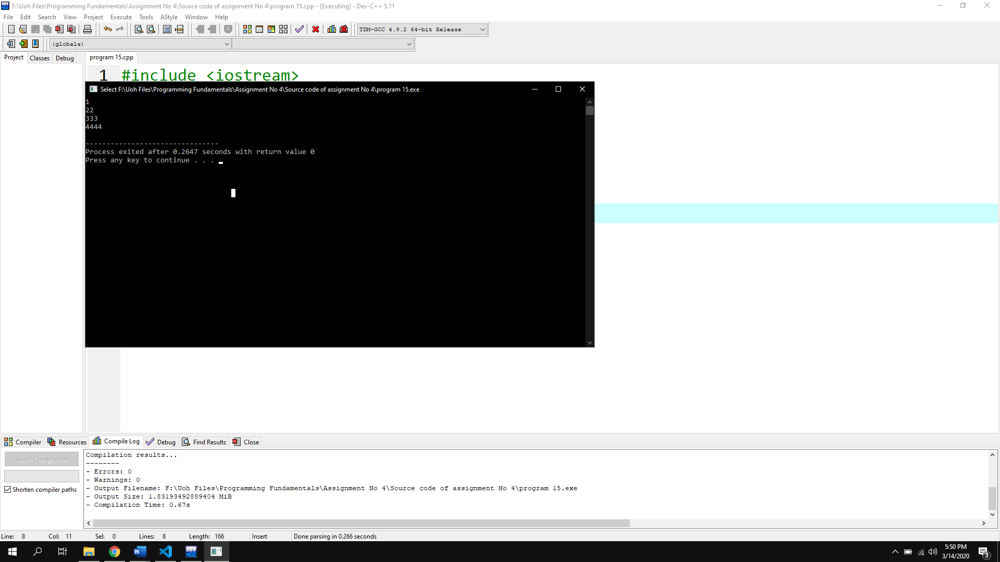 F:\Uoh Files\Programming Fundamentals\Assignment No 4\Source code of assignment No 4\program 15.cpp - [Executing] - Dev-C++ 5.11
File Edit Search View Project Execute Tools AStyle Window Help
TDM-GCC 4.9.2 64-bit Release
(globals)
Project Classes Debug program 15.cpp
1 #include <iostream>
Select F:\Uoh Files\Programming Fundamentals\Assignment No 4\Source code of assignment No 4\program 15.exe
1
22
333
4444
--------------------------------
Process exited after 0.2647 seconds with return value 0
Press any key to continue . . .
Compiler Resources Compile Log Debug Find Results Close
Abort Compilation
Shorten compiler paths
Compilation results...
--------
- Errors: 0
- Warnings: 0
- Output Filename: F:\Uoh Files\Programming Fundamentals\Assignment No 4\Source code of assignment No 4\program 15.exe
- Output Size: 1.83193492889404 MiB
- Compilation Time: 0.67s
Line: 8 Col: 11 Sel: 0 Lines: 8 Length: 166 Insert Done parsing in 0.266 seconds
DEV
5:50 PM
3/14/2020
3